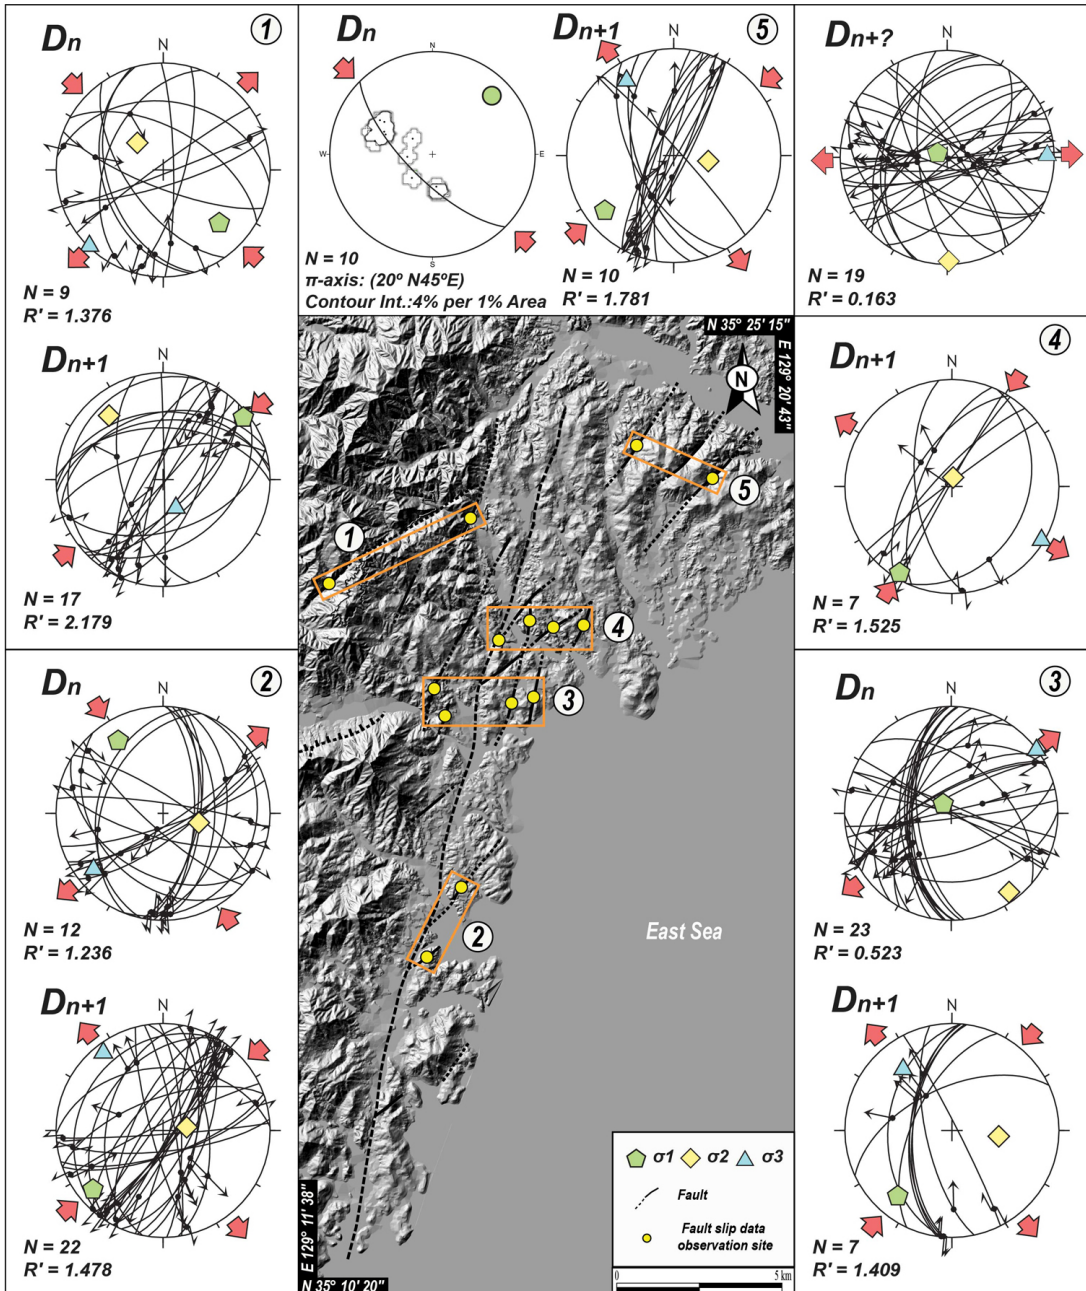 Dn
1
N
N = 9
R' = 1.376
Dn+1
N
N = 17
R' = 2.179
Dn
N
W
E
S
N = 10
π-axis: (20º N45ºE)
Contour Int.:4% per 1% Area
Dn+1
5
N
N = 10
R' = 1.781
Dn+?
N
N = 19
R' = 0.163
Dn+1
4
N
N = 7
R' = 1.525
2
Dn
N
N = 12
R' = 1.236
Dn+1
N
N = 22
R' = 1.478
Dn
3
N
N = 23
R' = 0.523
Dn+1
N
N = 7
R' = 1.409
N 35° 25' 15"
E 129° 20' 43"
N
1
5
4
3
2
East Sea
σ1 σ2 σ3
Fault
Fault slip data
observation site
0 5 km
E 129° 11' 38"
N 35° 10' 20"